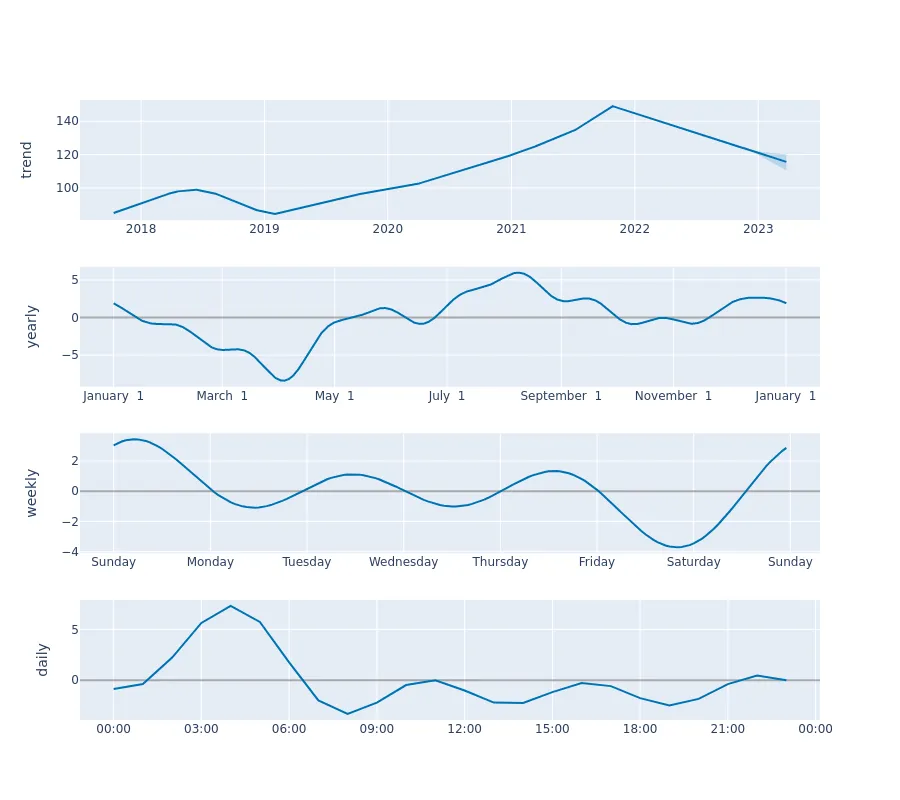 trend
140
120
100
2018 2019 2020 2021 2022 2023
yearly
5
0
−5
January 1 March 1 May 1 July 1 September 1 November 1 January 1
weekly
2
0
−2
−4
Sunday Monday Tuesday Wednesday Thursday Friday Saturday Sunday
daily
5
0
00:00 03:00 06:00 09:00 12:00 15:00 18:00 21:00 00:00